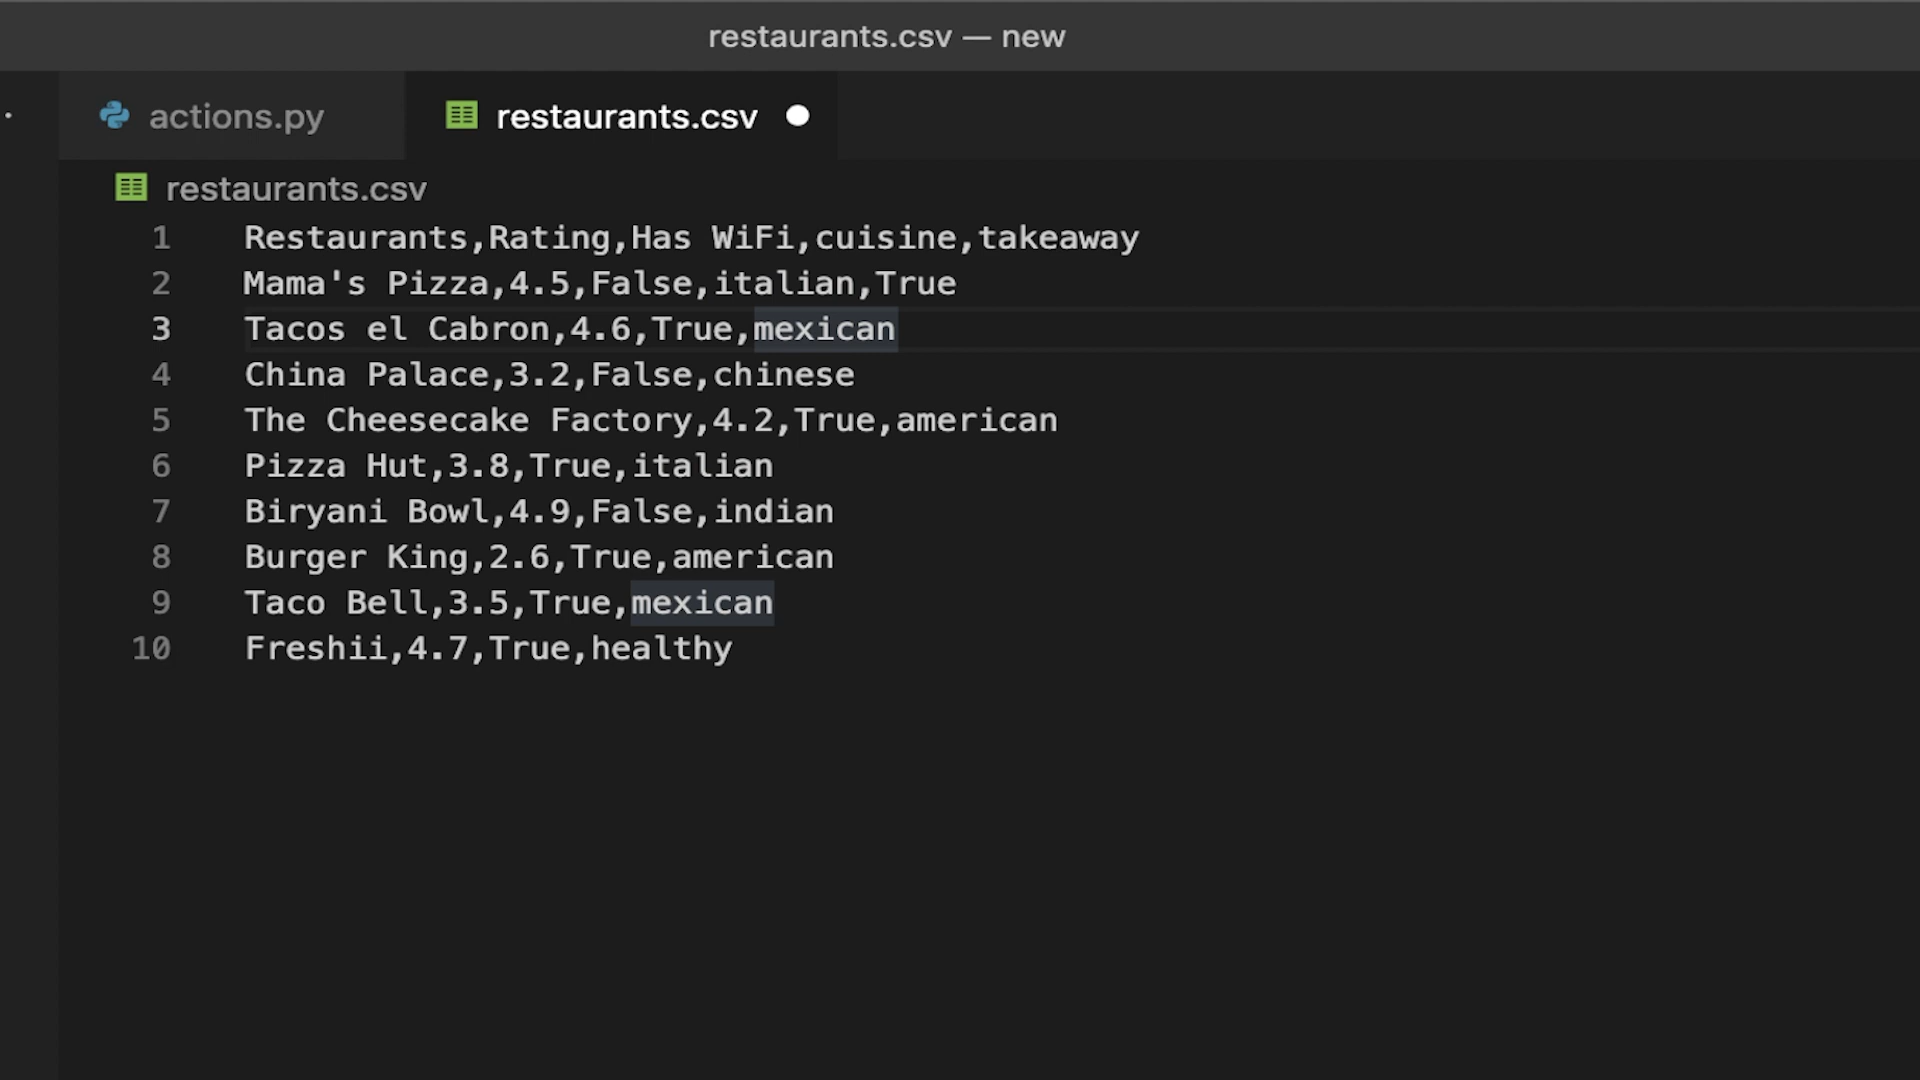 restaurants.csv — new
actions.py restaurants.csv
restaurants.csv
1 Restaurants,Rating,Has WiFi,cuisine,takeaway
2 Mama's Pizza,4.5,False,italian,True
3 Tacos el Cabron,4.6,True,mexican
4 China Palace,3.2,False,chinese
5 The Cheesecake Factory,4.2,True,american
6 Pizza Hut,3.8,True,italian
7 Biryani Bowl,4.9,False,indian
8 Burger King,2.6,True,american
9 Taco Bell,3.5,True,mexican
10 Freshii,4.7,True,healthy